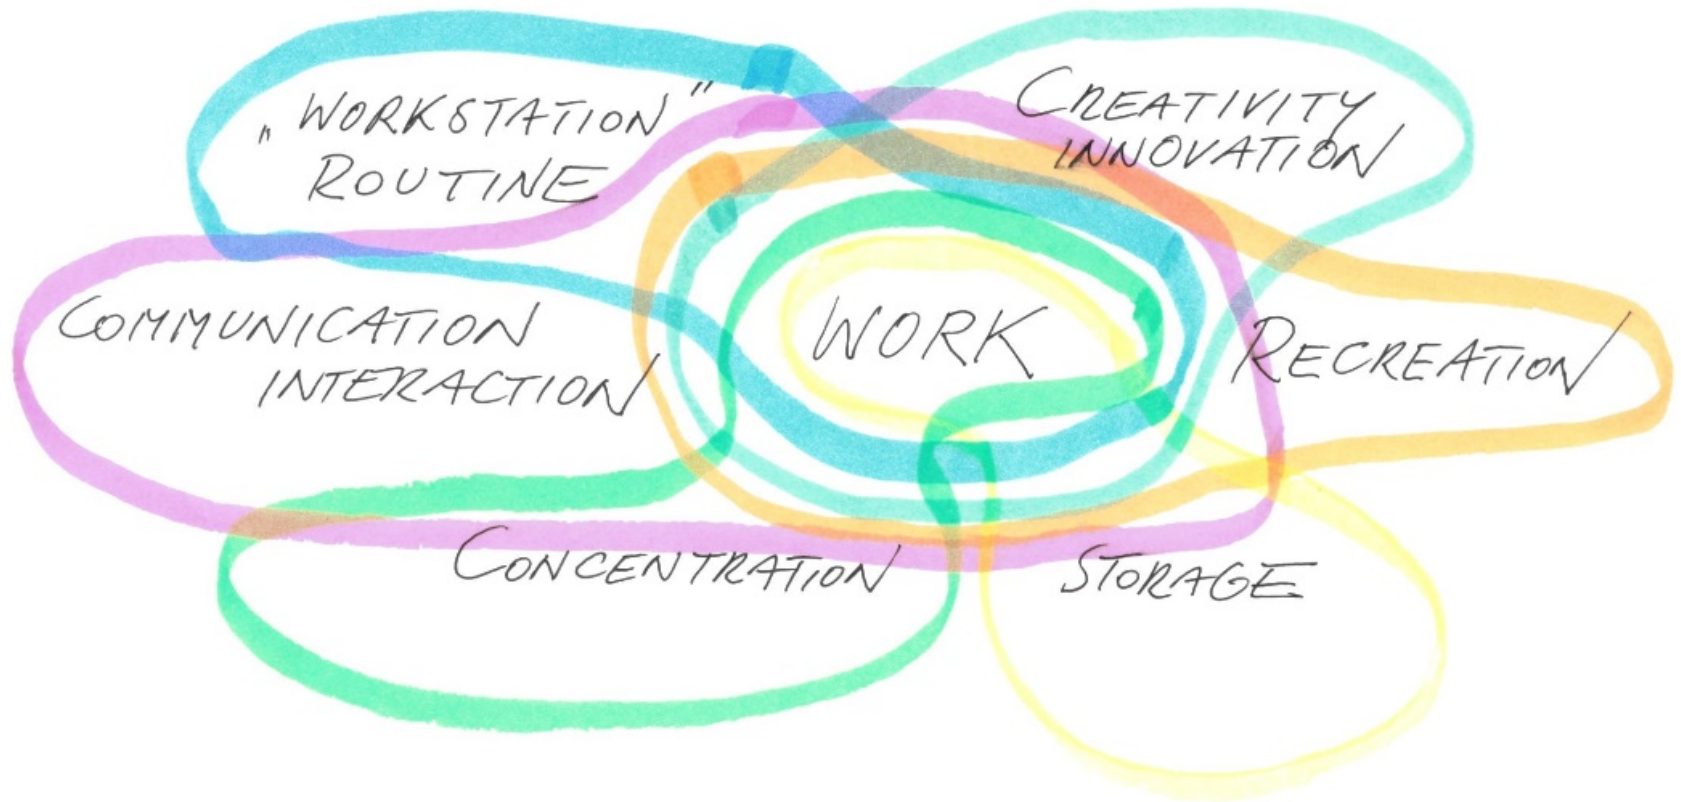 „WORKSTATION”
ROUTINE
CREATIVITY
INNOVATION
COMMUNICATION
INTERACTION
WORK
RECREATION
CONCENTRATION
STORAGE